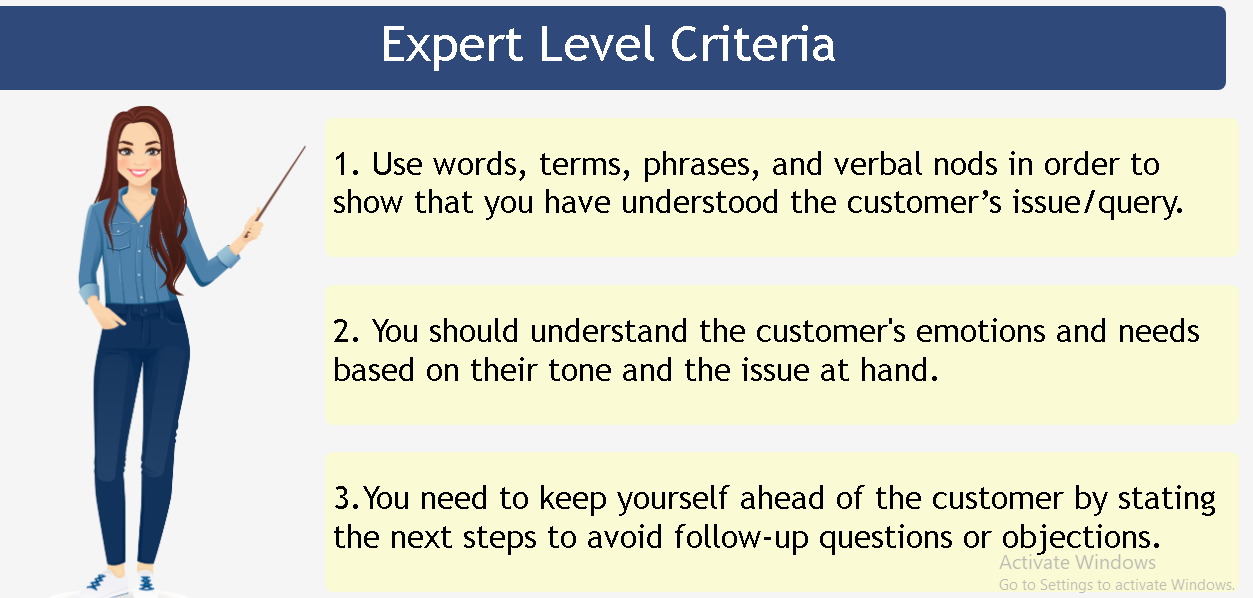 Expert Level Criteria
1. Use words, terms, phrases, and verbal nods in order to
show that you have understood the customer’s issue/query.
2. You should understand the customer's emotions and needs
based on their tone and the issue at hand.
3.You need to keep yourself ahead of the customer by stating
the next steps to avoid follow-up questions or objections.
Activate Windows
Go to Settings to activate Windows.